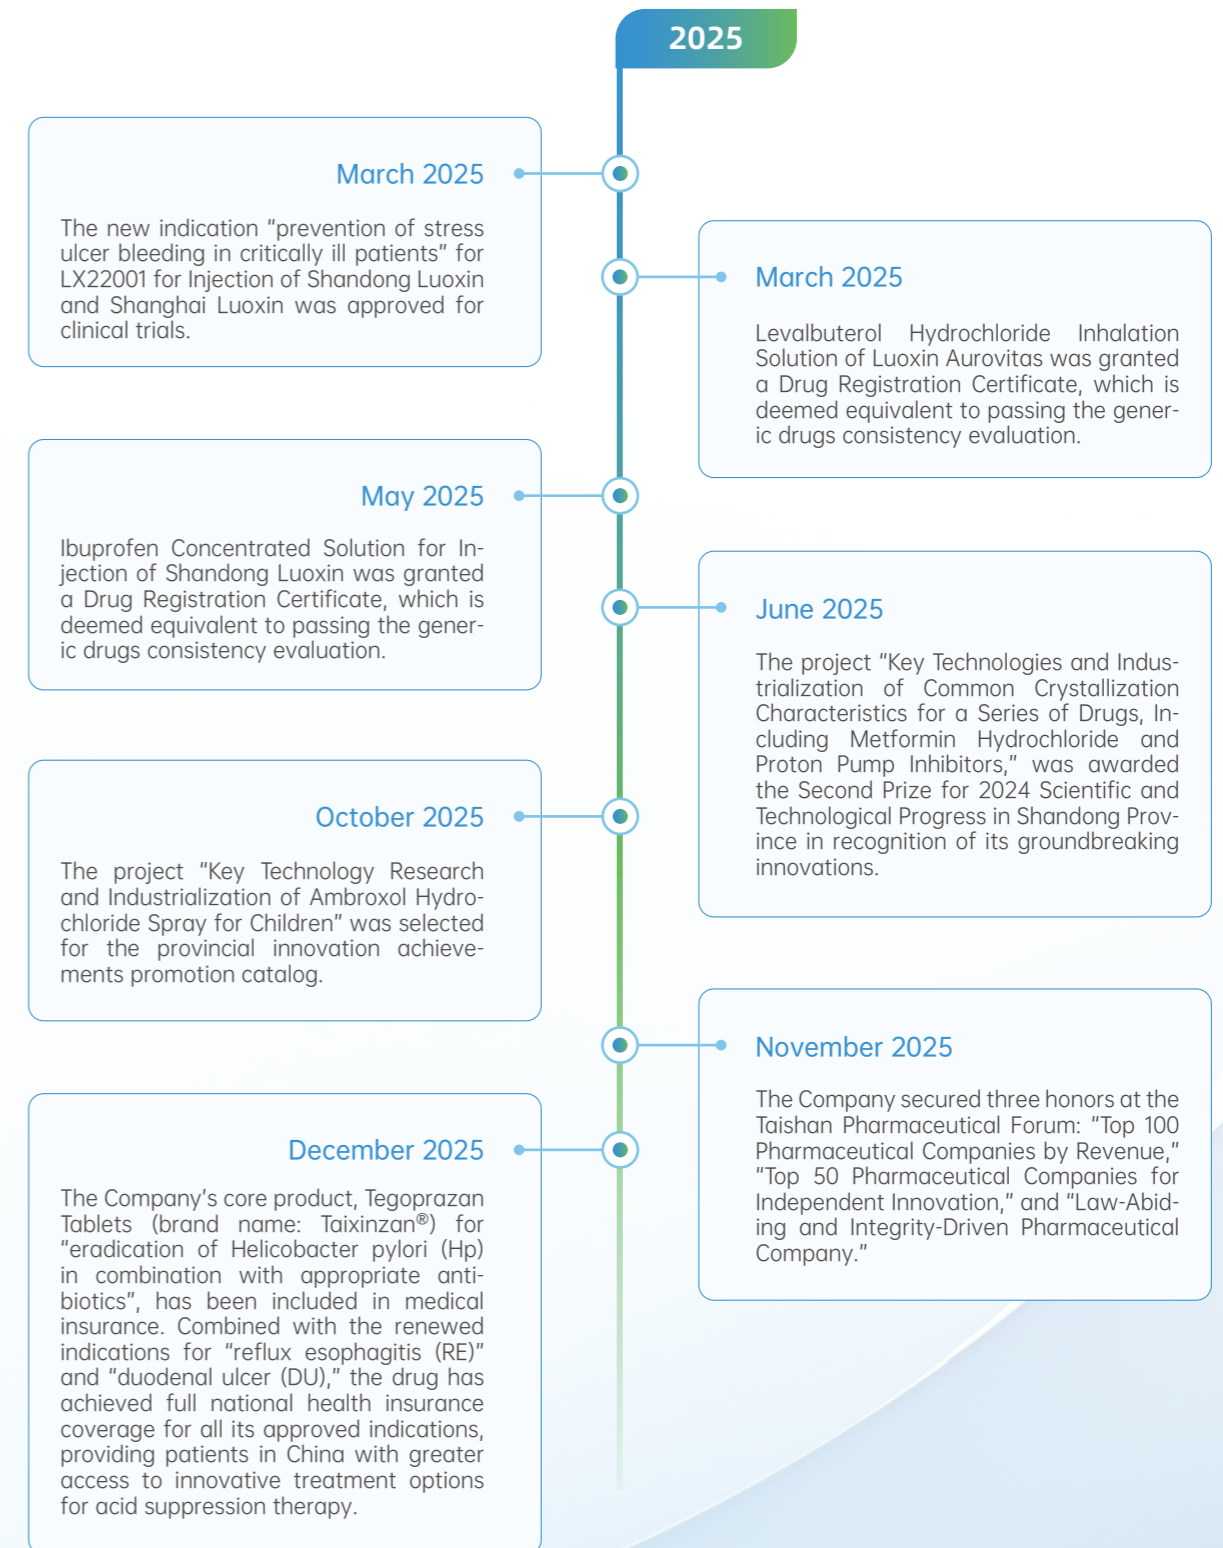 2025
March 2025
The new indication “prevention of stress
ulcer bleeding in critically ill patients” for
LX22001 for Injection of Shandong Luoxin
and Shanghai Luoxin was approved for
clinical trials.
March 2025
Levalbuterol Hydrochloride Inhalation
Solution of Luoxin Aurovitas was granted
a Drug Registration Certificate, which is
deemed equivalent to passing the gener-
ic drugs consistency evaluation.
May 2025
Ibuprofen Concentrated Solution for In-
jection of Shandong Luoxin was granted
a Drug Registration Certificate, which is
deemed equivalent to passing the gener-
ic drugs consistency evaluation.
June 2025
The project “Key Technologies and Indus-
trialization of Common Crystallization
Characteristics for a Series of Drugs, In-
cluding Metformin Hydrochloride and
Proton Pump Inhibitors,” was awarded
the Second Prize for 2024 Scientific and
Technological Progress in Shandong Prov-
ince in recognition of its groundbreaking
innovations.
October 2025
The project “Key Technology Research
and Industrialization of Ambroxol Hydro-
chloride Spray for Children” was selected
for the provincial innovation achieve-
ments promotion catalog.
November 2025
The Company secured three honors at the
Taishan Pharmaceutical Forum: “Top 100
Pharmaceutical Companies by Revenue,”
“Top 50 Pharmaceutical Companies for
Independent Innovation,” and “Law-Abid-
ing and Integrity-Driven Pharmaceutical
Company.”
December 2025
The Company’s core product, Tegoprazan
Tablets (brand name: Taixinzan®) for
“eradication of Helicobacter pylori (Hp)
in combination with appropriate anti-
biotics”, has been included in medical
insurance. Combined with the renewed
indications for “reflux esophagitis (RE)”
and “duodenal ulcer (DU),” the drug has
achieved full national health insurance
coverage for all its approved indications,
providing patients in China with greater
access to innovative treatment options
for acid suppression therapy.